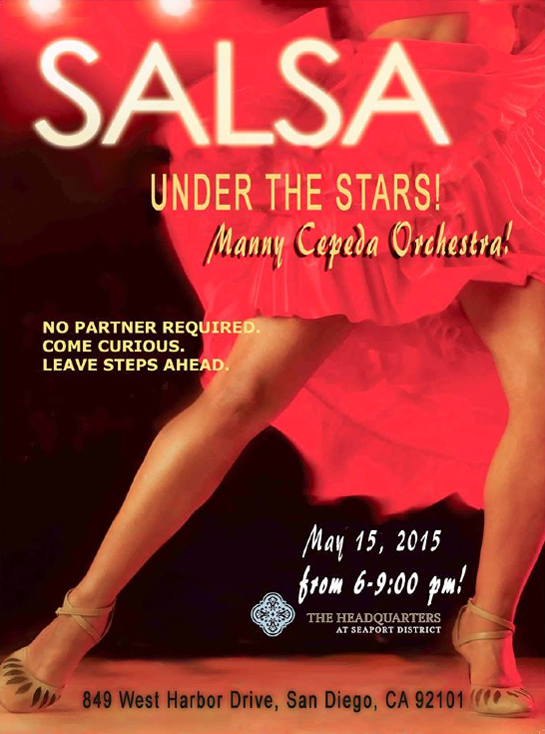 SALSA
UNDER THE STARS!
Manny Cepeda Orchestra!
NO PARTNER REQUIRED.
COME CURIOUS.
LEAVE STEPS AHEAD.
May 15, 2015
from 6-9:00 pm!
THE HEADQUARTERS
AT SEAPORT DISTRICT
849 West Harbor Drive, San Diego, CA 92101